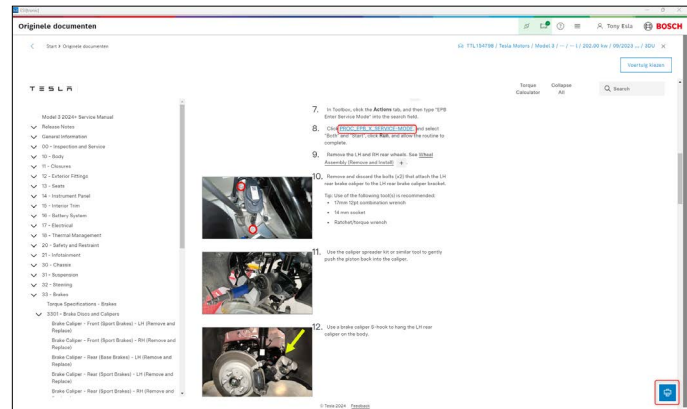 Originele documenten
Tony Exla
BOSCH
Start > Originele documenten
Tesla Motors / Model 3 / -- / -- \ / 202.00 kw / 09/2023 ... / 3DU
Voertuig kiezen
TESLA
Torque Calculator
Collapse All
Search
Model 3 2024+ Service Manual
Release Notes
General Information
00 - Inspection and Service
10 - Body
11 - Closures
12 - Exterior Fittings
13 - Seats
14 - Instrument Panel
15 - Interior Trim
16 - Battery System
17 - Electrical
18 - Thermal Management
20 - Safety and Restraint
21 - Infotainment
30 - Chassis
31 - Suspension
32 - Steering
33 - Brakes
Torque Specifications - Brakes
3301 - Brake Discs and Calipers
Brake Caliper - Front (Sport Brakes) - LH (Remove and
Replace)
Brake Caliper - Front (Sport Brakes) - RH (Remove and
Replace)
Brake Caliper - Rear (Base Brakes) - LH (Remove and
Replace)
Brake Caliper - Rear (Sport Brakes) - LH (Remove and
Replace)
Brake Caliper - Rear (Sport Brakes) - RH (Remove and
7. In Toolbox, click the Actions tab, and then type "EPB
Enter Service Mode" into the search field.
8. Click PROC_EPB_X_SERVICE-MODE, and select
"Both" and "Start", click Run, and allow the routine to
complete.
9. Remove the LH and RH rear wheels. See Wheel
Assembly (Remove and Install) +.
10. Remove and discard the bolts (x2) that attach the LH
rear brake caliper to the LH rear brake caliper bracket.
Tip: Use of the following tool(s) is recommended:
• 17mm 12pt combination wrench
• 14 mm socket
• Ratchet/torque wrench
11. Use the caliper spreader kit or similar tool to gently
push the piston back into the caliper.
12. Use a brake caliper B-hook to hang the LH rear
caliper on the body.
© Tesla 2024 Feedback